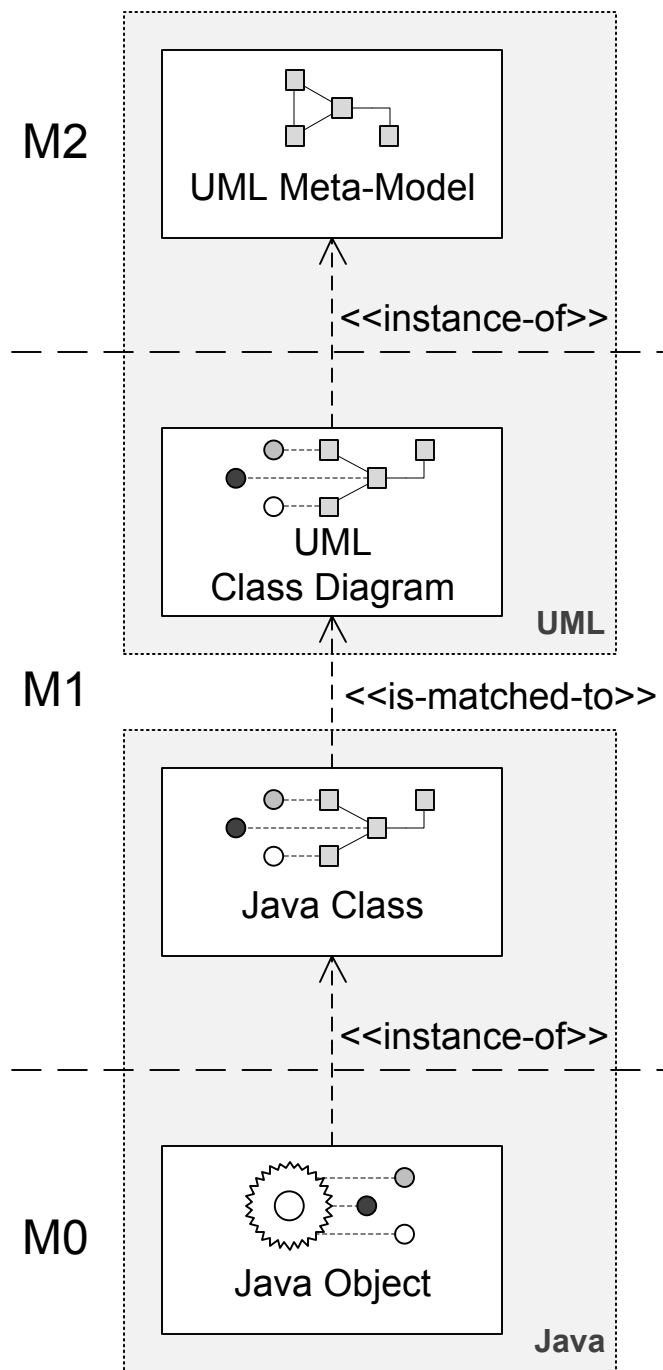 M2
UML Meta-Model
<<instance-of>>
UML
Class Diagram
UML
M1
<<is-matched-to>>
Java Class
<<instance-of>>
M0
Java Object
Java